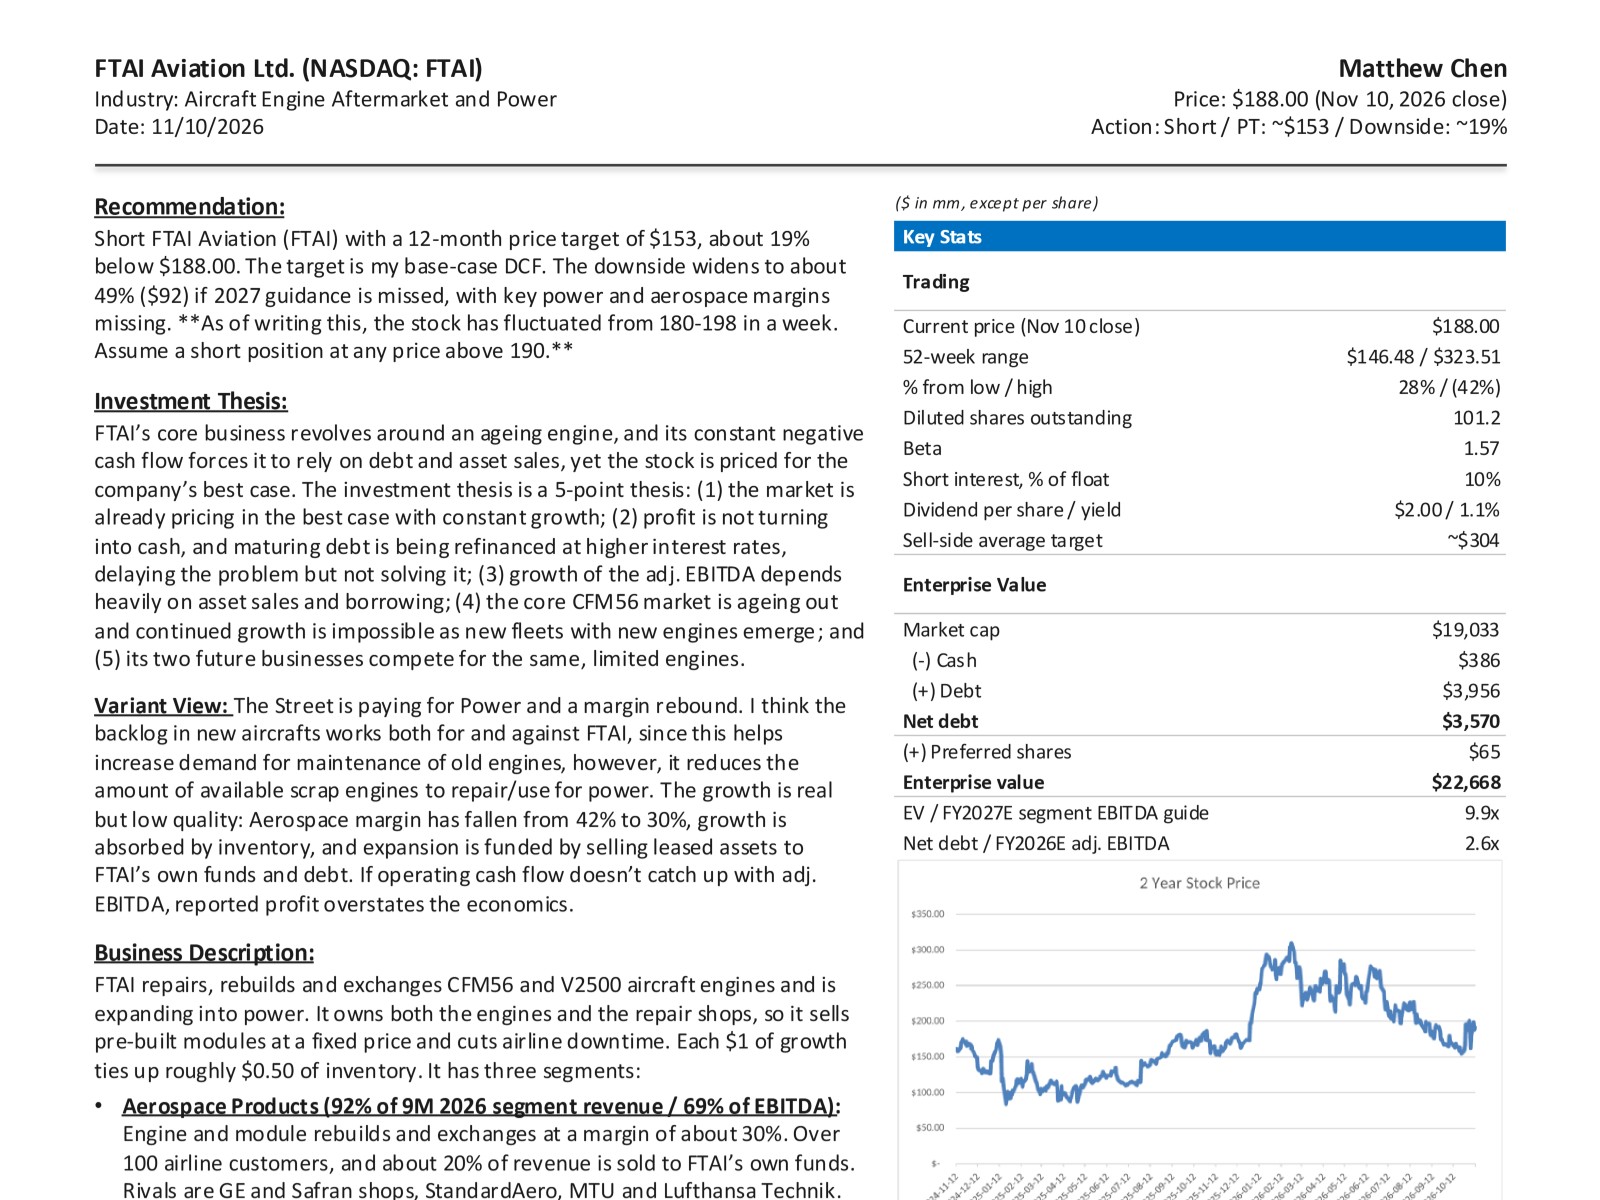 FTAI Aviation Ltd. (NASDAQ: FTAI)
Industry: Aircraft Engine Aftermarket and Power
Date: 11/10/2026
Matthew Chen
Price: $188.00 (Nov 10, 2026 close)
Action: Short / PT: ~$153 / Downside: ~19%
Recommendation:
Short FTAI Aviation (FTAI) with a 12-month price target of $153, about 19%
below $188.00. The target is my base-case DCF. The downside widens to about
49% ($92) if 2027 guidance is missed, with key power and aerospace margins
missing. **As of writing this, the stock has fluctuated from 180-198 in a week.
Assume a short position at any price above 190.**
Investment Thesis:
FTAI’s core business revolves around an ageing engine, and its constant negative
cash flow forces it to rely on debt and asset sales, yet the stock is priced for the
company’s best case. The investment thesis is a 5-point thesis: (1) the market is
already pricing in the best case with constant growth; (2) profit is not turning
into cash, and maturing debt is being refinanced at higher interest rates,
delaying the problem but not solving it; (3) growth of the adj. EBITDA depends
heavily on asset sales and borrowing; (4) the core CFM56 market is ageing out
and continued growth is impossible as new fleets with new engines emerge; and
(5) its two future businesses compete for the same, limited engines.
Variant View: The Street is paying for Power and a margin rebound. I think the
backlog in new aircrafts works both for and against FTAI, since this helps
increase demand for maintenance of old engines, however, it reduces the
amount of available scrap engines to repair/use for power. The growth is real
but low quality: Aerospace margin has fallen from 42% to 30%, growth is
absorbed by inventory, and expansion is funded by selling leased assets to
FTAI’s own funds and debt. If operating cash flow doesn’t catch up with adj.
EBITDA, reported profit overstates the economics.
Business Description:
FTAI repairs, rebuilds and exchanges CFM56 and V2500 aircraft engines and is
expanding into power. It owns both the engines and the repair shops, so it sells
pre-built modules at a fixed price and cuts airline downtime. Each $1 of growth
ties up roughly $0.50 of inventory. It has three segments:
• Aerospace Products (92% of 9M 2026 segment revenue / 69% of EBITDA):
Engine and module rebuilds and exchanges at a margin of about 30%. Over
100 airline customers, and about 20% of revenue is sold to FTAI’s own funds.
Rivals are GE and Safran shops, StandardAero, MTU and Lufthansa Technik.
($ in mm, except per share)
Key Stats
Trading
Current price (Nov 10 close) $188.00
52-week range $146.48 / $323.51
% from low / high 28% / (42%)
Diluted shares outstanding 101.2
Beta 1.57
Short interest, % of float 10%
Dividend per share / yield $2.00 / 1.1%
Sell-side average target ~$304
Enterprise Value
Market cap $19,033
(-) Cash $386
(+) Debt $3,956
Net debt $3,570
(+) Preferred shares $65
Enterprise value $22,668
EV / FY2027E segment EBITDA guide 9.9x
Net debt / FY2026E adj. EBITDA 2.6x
2 Year Stock Price
$350.00
$300.00
$250.00
$200.00
$150.00
$100.00
$50.00
$-